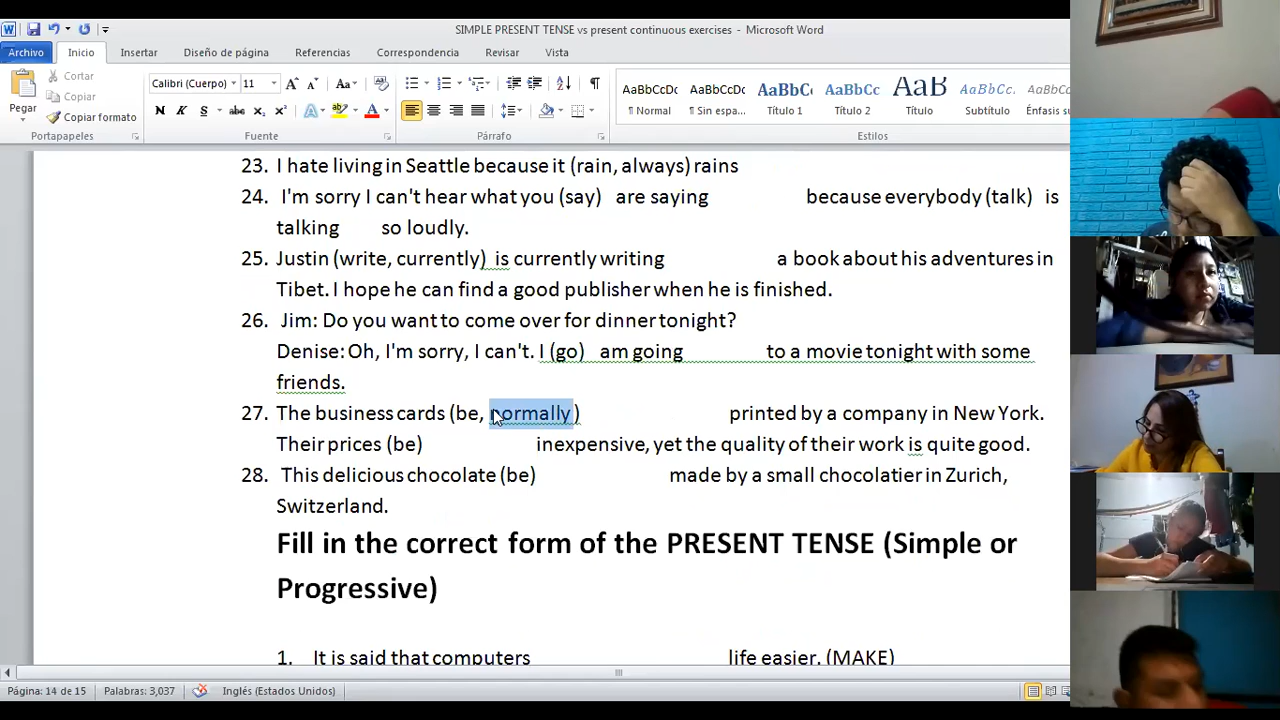 SIMPLE PRESENT TENSE vs present continuous exercises - Microsoft Word
Archivo Inicio Insertar Diseño de página Referencias Correspondencia Revisar Vista
Cortar
Copiar
Copiar formato
Pegar
Portapapeles
Calibri (Cuerpo) 11
Fuente
Párrafo
AaBbCcDc AaBbCcDc AaBbC AaBbCc AaB AaBbCc. AaBbCcDc
¶ Normal ¶ Sin espa... Título 1 Título 2 Título Subtítulo Énfasis su
Estilos
23. I hate living in Seattle because it (rain, always) rains
24. I'm sorry I can't hear what you (say) are saying because everybody (talk) is
talking so loudly.
25. Justin (write, currently) is currently writing a book about his adventures in
Tibet. I hope he can find a good publisher when he is finished.
26. Jim: Do you want to come over for dinner tonight?
Denise: Oh, I'm sorry, I can't. I (go) am going to a movie tonight with some
friends.
27. The business cards (be, normally ) printed by a company in New York.
Their prices (be) inexpensive, yet the quality of their work is quite good.
28. This delicious chocolate (be) made by a small chocolatier in Zurich,
Switzerland.
Fill in the correct form of the PRESENT TENSE (Simple or
Progressive)
1. It is said that computers life easier. (MAKE)
Página: 14 de 15 Palabras: 3,037 Inglés (Estados Unidos)